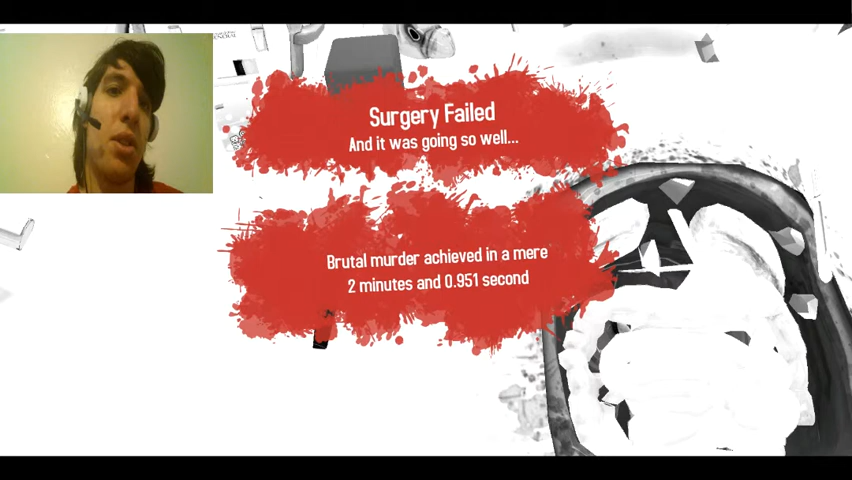 Surgery Failed
And it was going so well...
Brutal murder achieved in a mere
2 minutes and 0.951 second